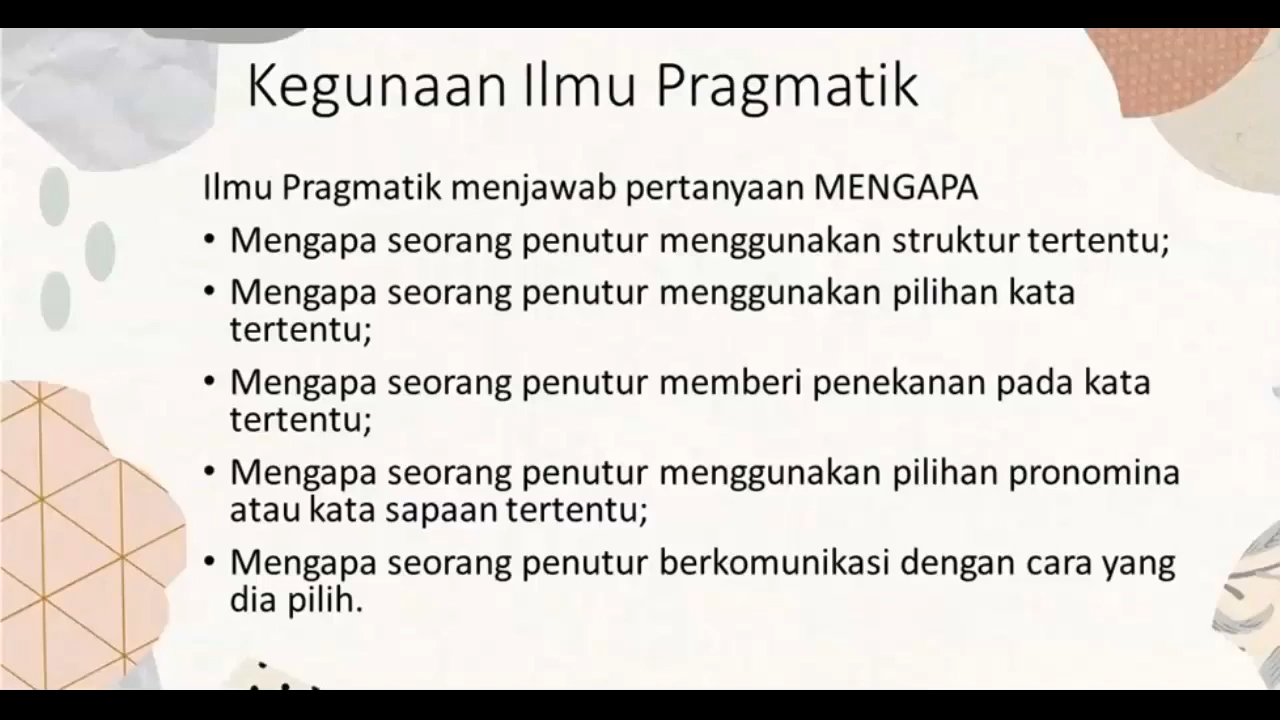 Kegunaan Ilmu Pragmatik
Ilmu Pragmatik menjawab pertanyaan MENGAPA
• Mengapa seorang penutur menggunakan struktur tertentu;
• Mengapa seorang penutur menggunakan pilihan kata
tertentu;
• Mengapa seorang penutur memberi penekanan pada kata
tertentu;
• Mengapa seorang penutur menggunakan pilihan pronomina
atau kata sapaan tertentu;
• Mengapa seorang penutur berkomunikasi dengan cara yang
dia pilih.